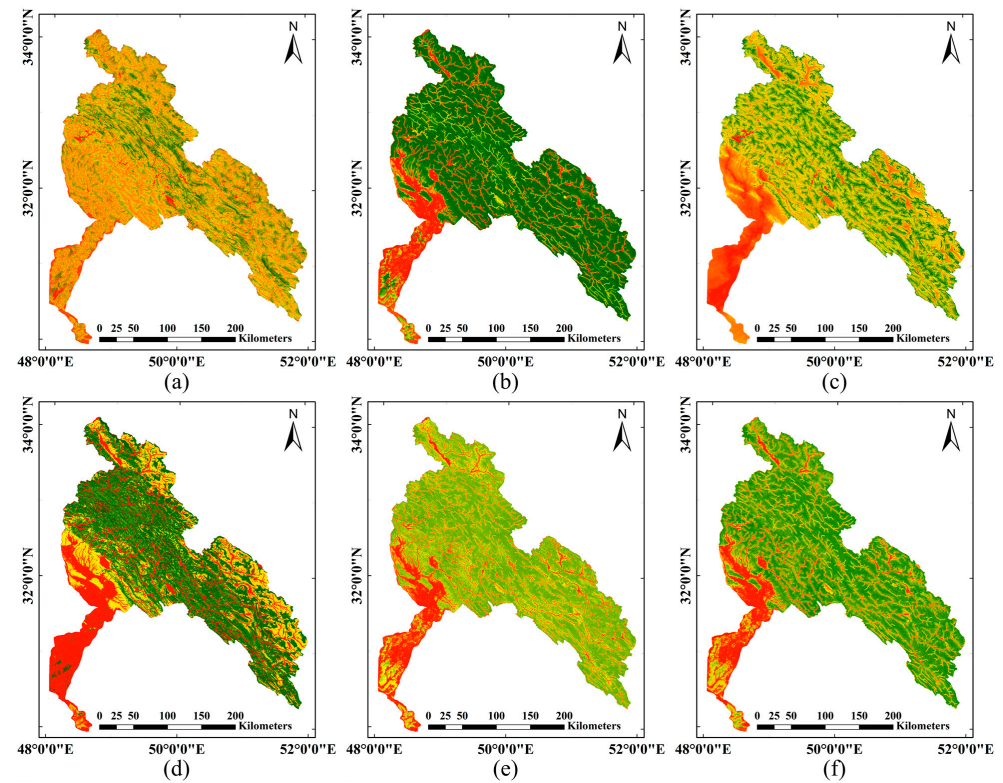 N N N
34°0'0"N 34°0'0"N 34°0'0"N
32°0'0"N 32°0'0"N 32°0'0"N
0 25 50 100 150 200 0 25 50 100 150 200 0 25 50 100 150 200
Kilometers Kilometers Kilometers
48°0'0"E 50°0'0"E 52°0'0"E 48°0'0"E 50°0'0"E 52°0'0"E 48°0'0"E 50°0'0"E 52°0'0"E
(a) (b) (c)
N N N
34°0'0"N 34°0'0"N 34°0'0"N
32°0'0"N 32°0'0"N 32°0'0"N
0 25 50 100 150 200 0 25 50 100 150 200 0 25 50 100 150 200
Kilometers Kilometers Kilometers
48°0'0"E 50°0'0"E 52°0'0"E 48°0'0"E 50°0'0"E 52°0'0"E 48°0'0"E 50°0'0"E 52°0'0"E
(d) (e) (f)